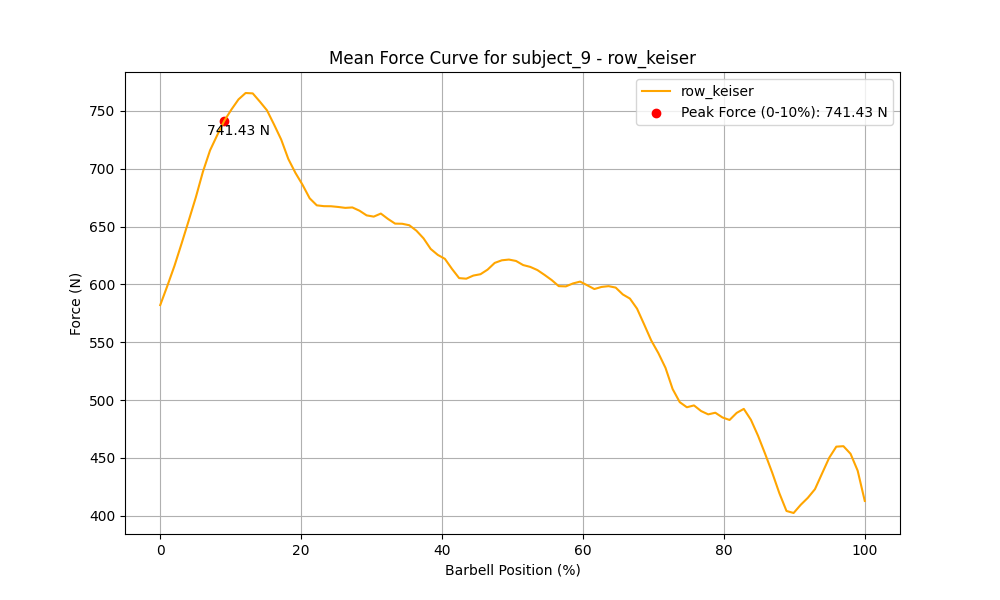 Mean Force Curve for subject_9 - row_keiser
row_keiser
Peak Force (0-10%): 741.43 N
741.43 N
750
700
650
600
550
500
450
400
Force (N)
0 20 40 60 80 100
Barbell Position (%)